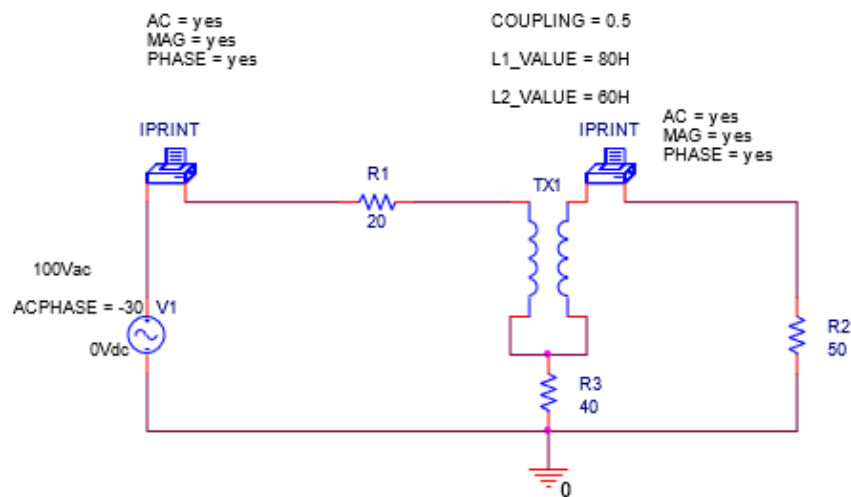 AC = yes
MAG = yes
PHASE = yes
COUPLING = 0.5
L1_VALUE = 80H
L2_VALUE = 60H
AC = yes
MAG = yes
PHASE = yes
IPRINT
IPRINT
R1
20
TX1
100Vac
ACPHASE = -30
V1
0Vdc
R2
50
R3
40
0